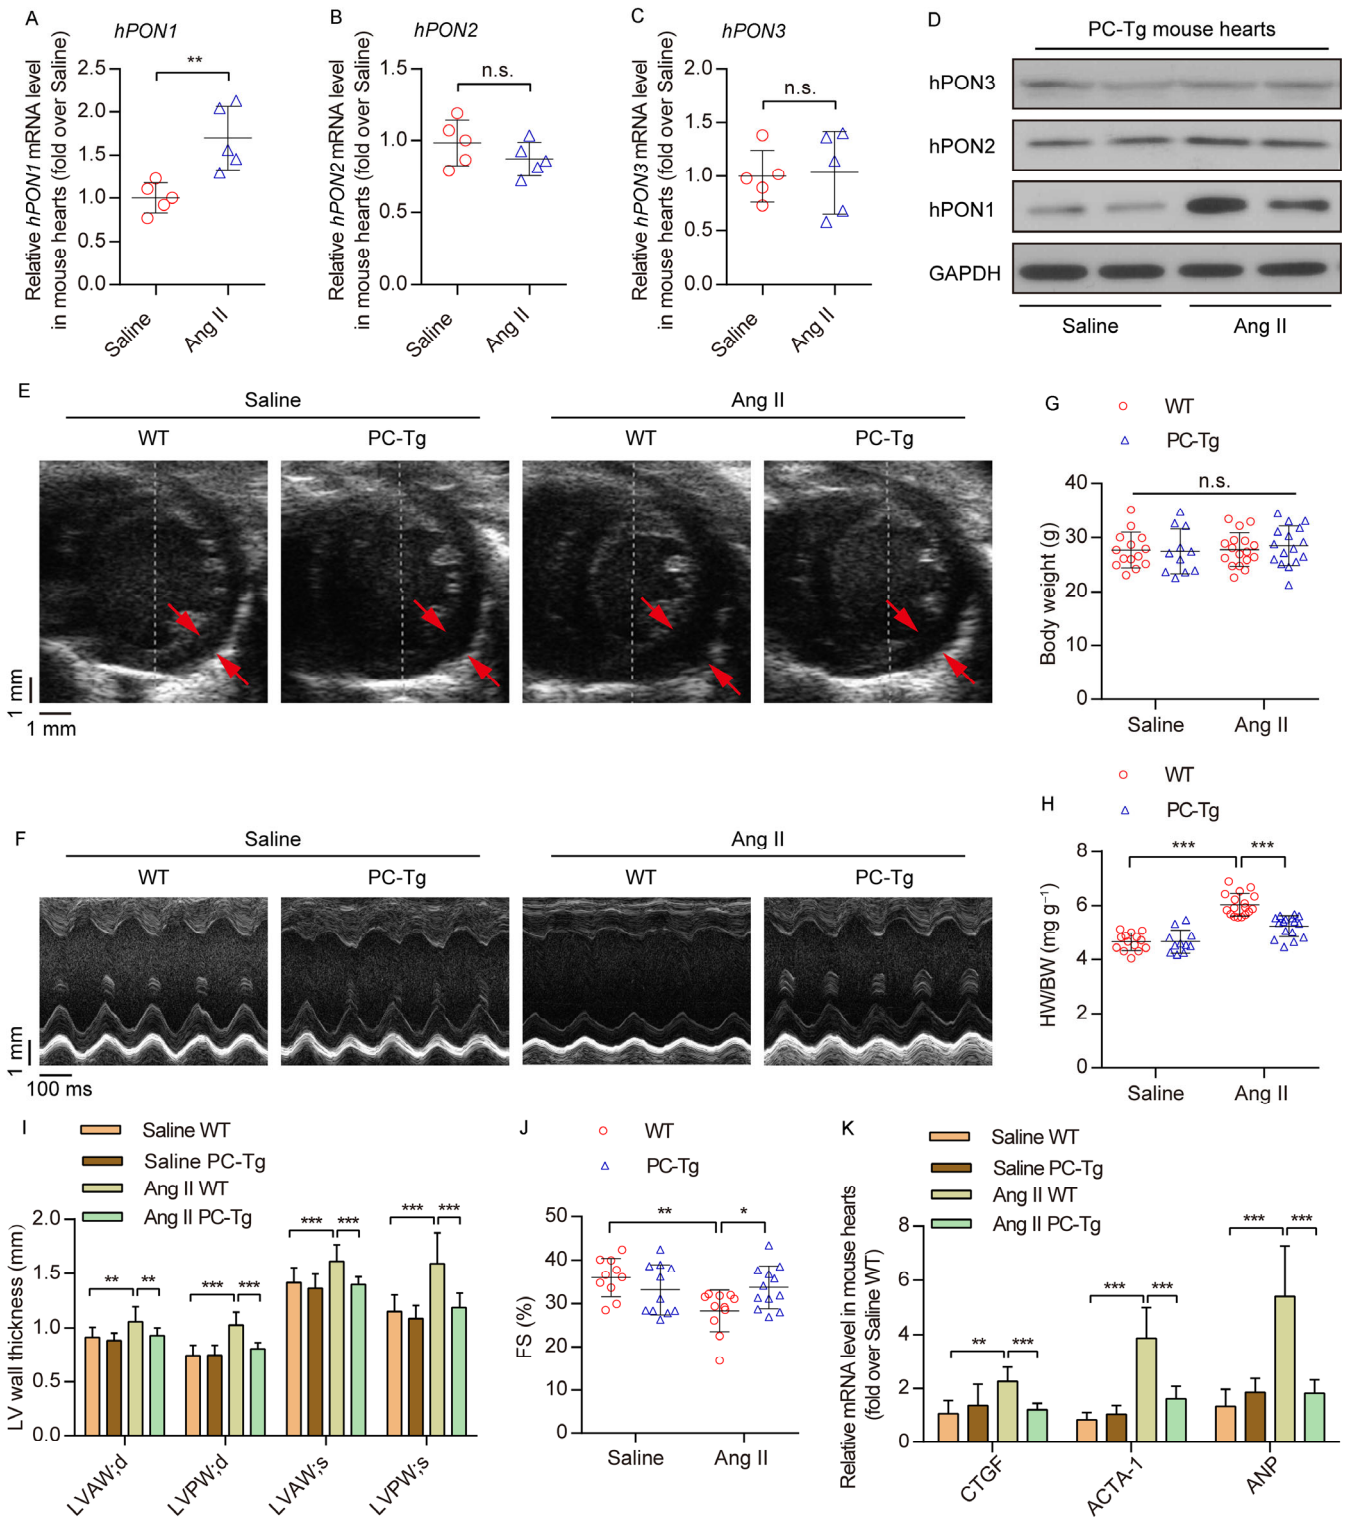 A
hPON1
Relative hPON1 mRNA level
in mouse hearts (fold over Saline)
2.5
2.0
1.5
1.0
0.5
0.0
**
Saline
Ang II
B
hPON2
Relative hPON2 mRNA level
in mouse hearts (fold over Saline)
1.5
1.0
0.5
0.0
n.s.
Saline
Ang II
C
hPON3
Relative hPON3 mRNA level
in mouse hearts (fold over Saline)
2.0
1.5
1.0
0.5
0.0
n.s.
Saline
Ang II
D
PC-Tg mouse hearts
hPON3
hPON2
hPON1
GAPDH
Saline
Ang II
E
Saline
Ang II
WT
PC-Tg
WT
PC-Tg
1 mm
1 mm
F
Saline
Ang II
WT
PC-Tg
WT
PC-Tg
1 mm
100 ms
G
WT
PC-Tg
Body weight (g)
40
30
20
10
0
n.s.
Saline
Ang II
H
WT
PC-Tg
HW/BW (mg g⁻¹)
8
6
4
2
0
***
***
Saline
Ang II
I
Saline WT
Saline PC-Tg
Ang II WT
Ang II PC-Tg
LV wall thickness (mm)
2.0
1.5
1.0
0.5
0.0
**
**
***
***
***
***
***
***
LVAW;d
LVPW;d
LVAW;s
LVPW;s
J
WT
PC-Tg
FS (%)
50
40
30
20
10
0
**
*
Saline
Ang II
K
Saline WT
Saline PC-Tg
Ang II WT
Ang II PC-Tg
Relative mRNA level in mouse hearts
(fold over Saline WT)
8
6
4
2
0
**
***
***
***
***
***
CTGF
ACTA-1
ANP